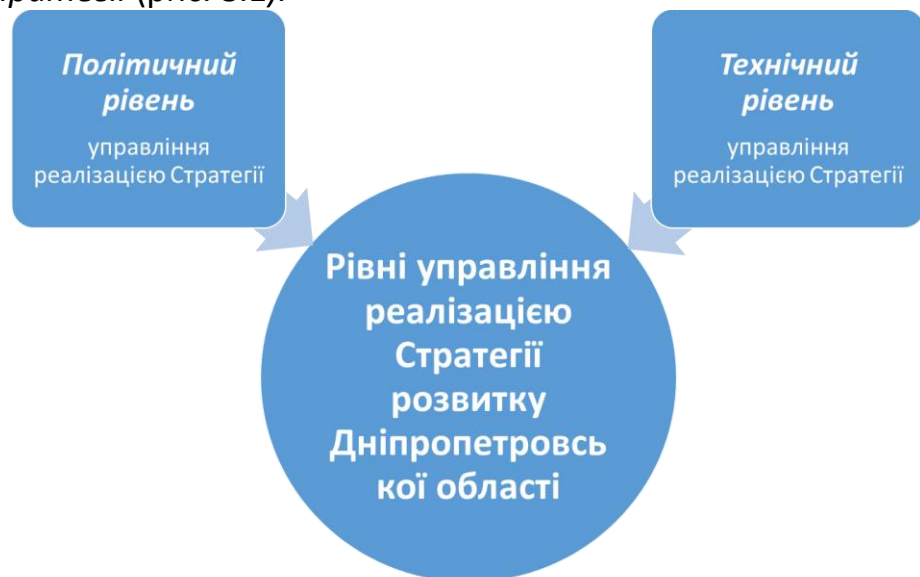 Політичний
рівень
управління
реалізацією Стратегії
Технічний
рівень
управління
реалізацією Стратегії
Рівні управління
реалізацією
Стратегії
розвитку
Дніпропетровсь
кої області